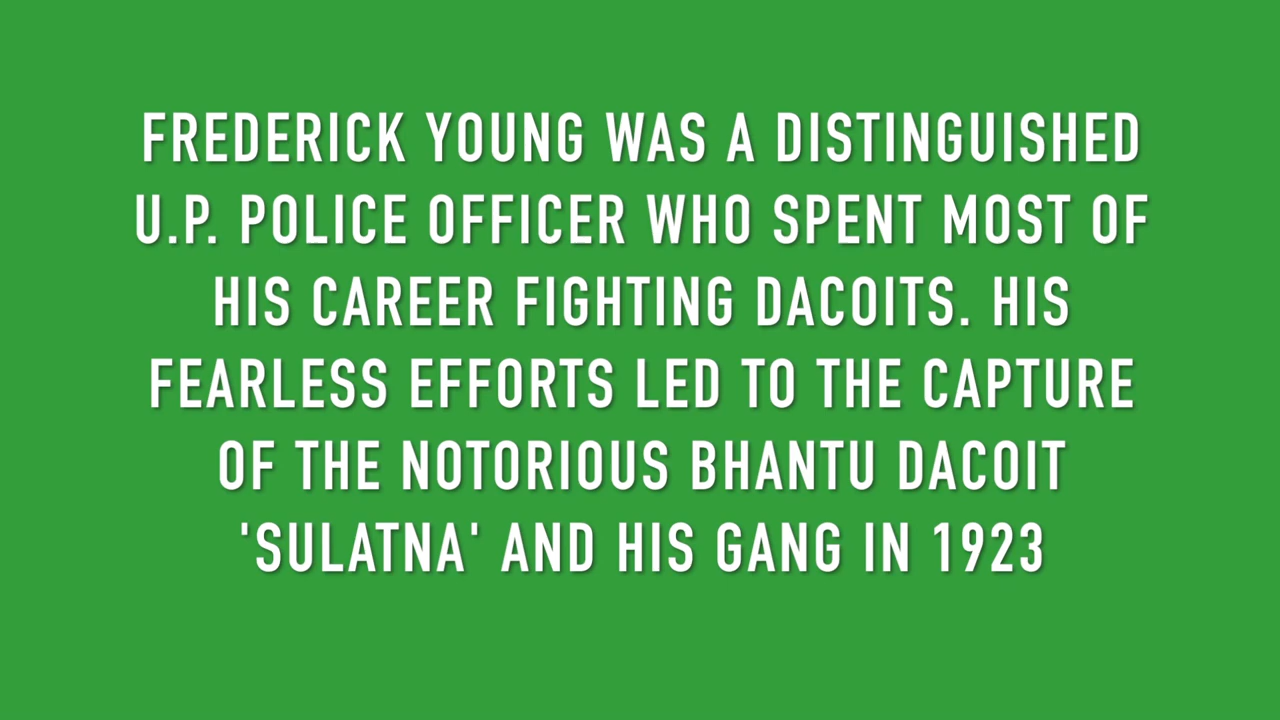 FREDERICK YOUNG WAS A DISTINGUISHED
U.P. POLICE OFFICER WHO SPENT MOST OF
HIS CAREER FIGHTING DACOITS. HIS
FEARLESS EFFORTS LED TO THE CAPTURE
OF THE NOTORIOUS BHANTU DACOIT
'SULATNA' AND HIS GANG IN 1923